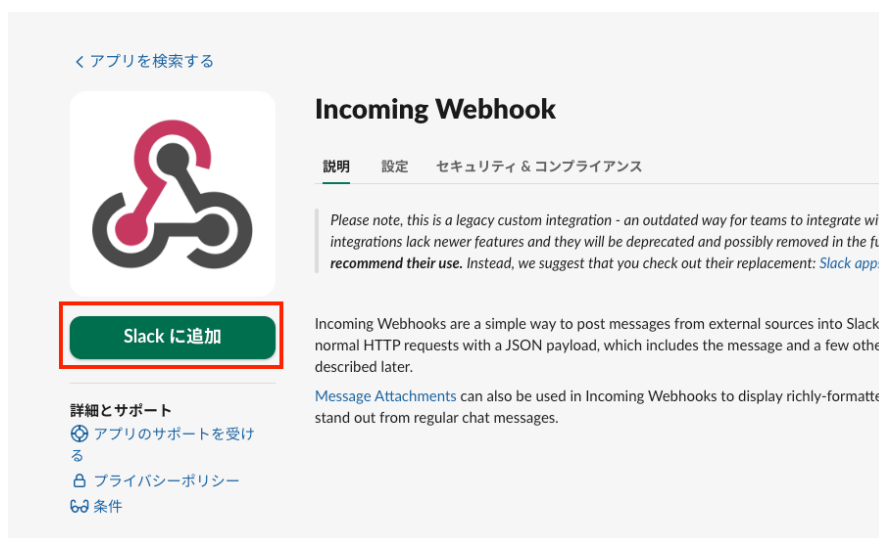 アプリを検索する
Incoming Webhook
説明 設定 セキュリティ & コンプライアンス
Please note, this is a legacy custom integration - an outdated way for teams to integrate
integrations lack newer features and they will be deprecated and possibly removed in the
recommend their use. Instead, we suggest that you check out their replacement: Slack
Slack に追加
Incoming Webhooks are a simple way to post messages from external sources into Slack
normal HTTP requests with a JSON payload, which includes the message and a few
described later.
Message Attachments can also be used in Incoming Webhooks to display
stand out from regular chat messages.
詳細とサポート
アプリのサポートを受け
る
プライバシーポリシー
条件